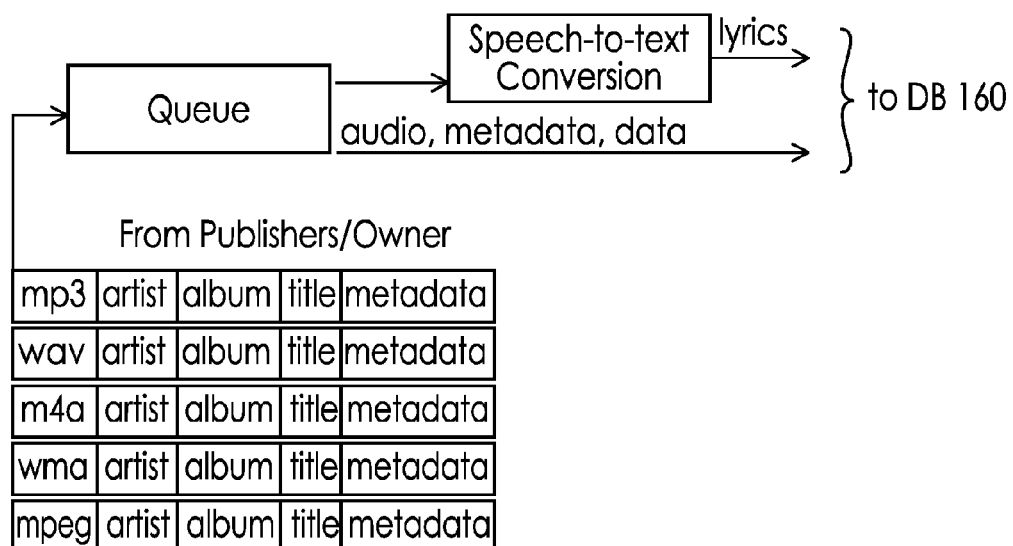 Speech-to-text
Conversion
lyrics
Queue
to DB 160
audio, metadata, data
From Publishers/Owner
mp3 artist album title metadata
wav artist album title metadata
m4a artist album title metadata
wma artist album title metadata
mpeg artist album title metadata